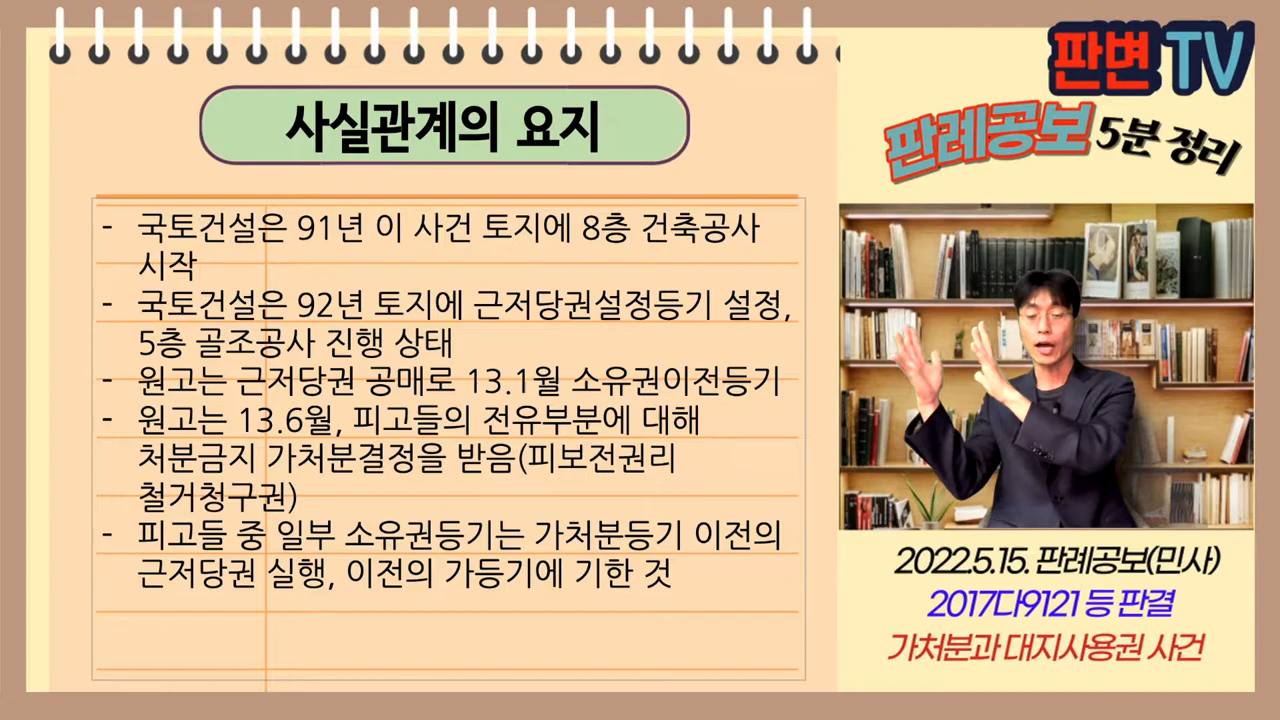 판변 TV
판례공보 5분 정리
사실관계의 요지
- 국토건설은 91년 이 사건 토지에 8층 건축공사
시작
- 국토건설은 92년 토지에 근저당권설정등기 설정,
5층 골조공사 진행 상태
- 원고는 근저당권 공매로 13.1월 소유권이전등기
- 원고는 13.6월, 피고들의 전유부분에 대해
처분금지 가처분결정을 받음(피보전권리
철거청구권)
- 피고들 중 일부 소유권등기는 가처분등기 이전의
근저당권 실행, 이전의 가등기에 기한 것
2022.5.15. 판례공보(민사)
2017다9121 등 판결
가처분과 대지사용권 사건